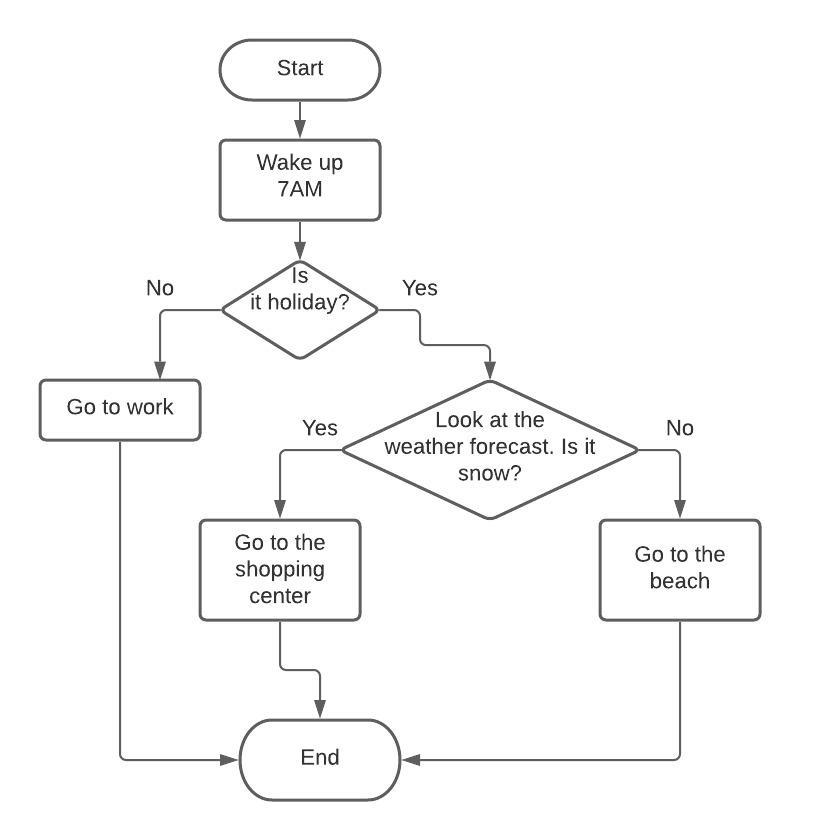 Start
Wake up
7AM
Is
it holiday?
No
Yes
Go to work
Look at the
weather forecast. Is it
snow?
Yes
No
Go to the
shopping
center
Go to the
beach
End